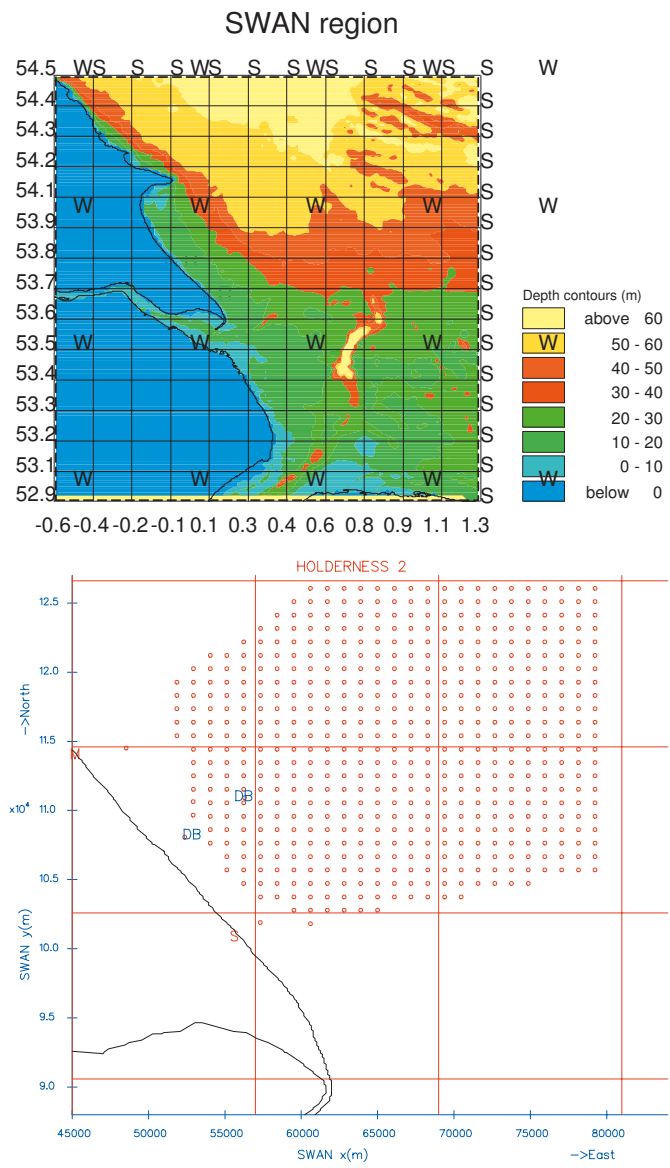 SWAN region
54.5 W S S S W S S S W S S S W S S W
54.4 S
54.3 S
54.2 S
54.1 S
53.9 W W W W S W
53.8 S
53.7 S
Depth contours (m)
53.6 S
above 60
53.5 W W W W S
W 50 - 60
53.4 S
40 - 50
30 - 40
53.3 S
20 - 30
53.2 S
10 - 20
53.1 W W W W S
W 0 - 10
52.9 S
below 0
-0.6 -0.4 -0.2 -0.1 0.1 0.3 0.4 0.6 0.8 0.9 1.1 1.3
HOLDERNESS 2
12.5
12.0
->North
11.5
N
DB
x10⁴
11.0
DB
10.5
S
10.0
SWAN y(m)
9.5
9.0
45000 50000 55000 60000 65000 70000 75000 80000
SWAN x(m) ->East